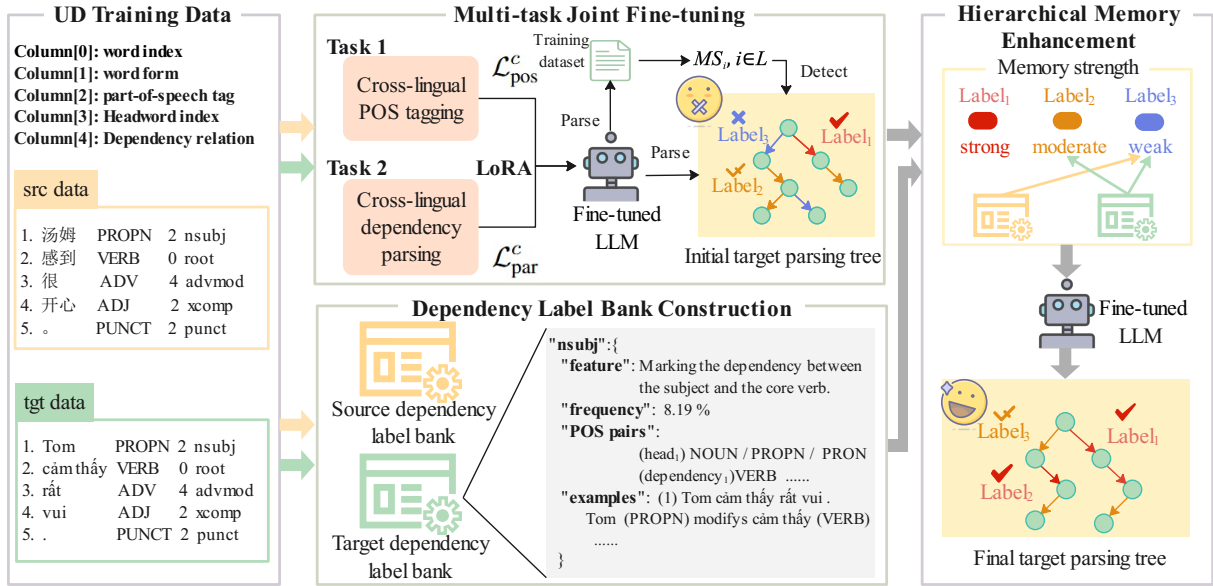 UD Training Data
Column[0]: word index
Column[1]: word form
Column[2]: part-of-speech tag
Column[3]: Headword index
Column[4]: Dependency relation
src data
1. 汤姆 PROPN 2 nsubj
2. 感到 VERB 0 root
3. 很 ADV 4 advmod
4. 开心 ADJ 2 xcomp
5. 。 PUNCT 2 punct
tgt data
1. Tom PROPN 2 nsubj
2. cảm thấy VERB 0 root
3. rất ADV 4 advmod
4. vui ADJ 2 xcomp
5. . PUNCT 2 punct
Multi-task Joint Fine-tuning
Task 1
Cross-lingual
POS tagging
Task 2
Cross-lingual
dependency
parsing
ℒᶜpos
LoRA
ℒᶜpar
Training
dataset
Parse
Fine-tuned
LLM
MSᵢ, i∈L
Detect
Parse
Label₃
Label₁
Label₂
Initial target parsing tree
Dependency Label Bank Construction
Source dependency
label bank
Target dependency
label bank
"nsubj":{
"feature": Marking the dependency between
the subject and the core verb.
"frequency": 8.19 %
"POS pairs":
(head₁) NOUN / PROPN / PRON
(dependency₁)VERB ......
"examples": (1) Tom cảm thấy rất vui .
Tom (PROPN) modifys cảm thấy (VERB)
......
}
Hierarchical Memory
Enhancement
Memory strength
Label₁ Label₂ Label₃
strong moderate weak
Fine-tuned
LLM
Label₃
Label₁
Label₂
Final target parsing tree